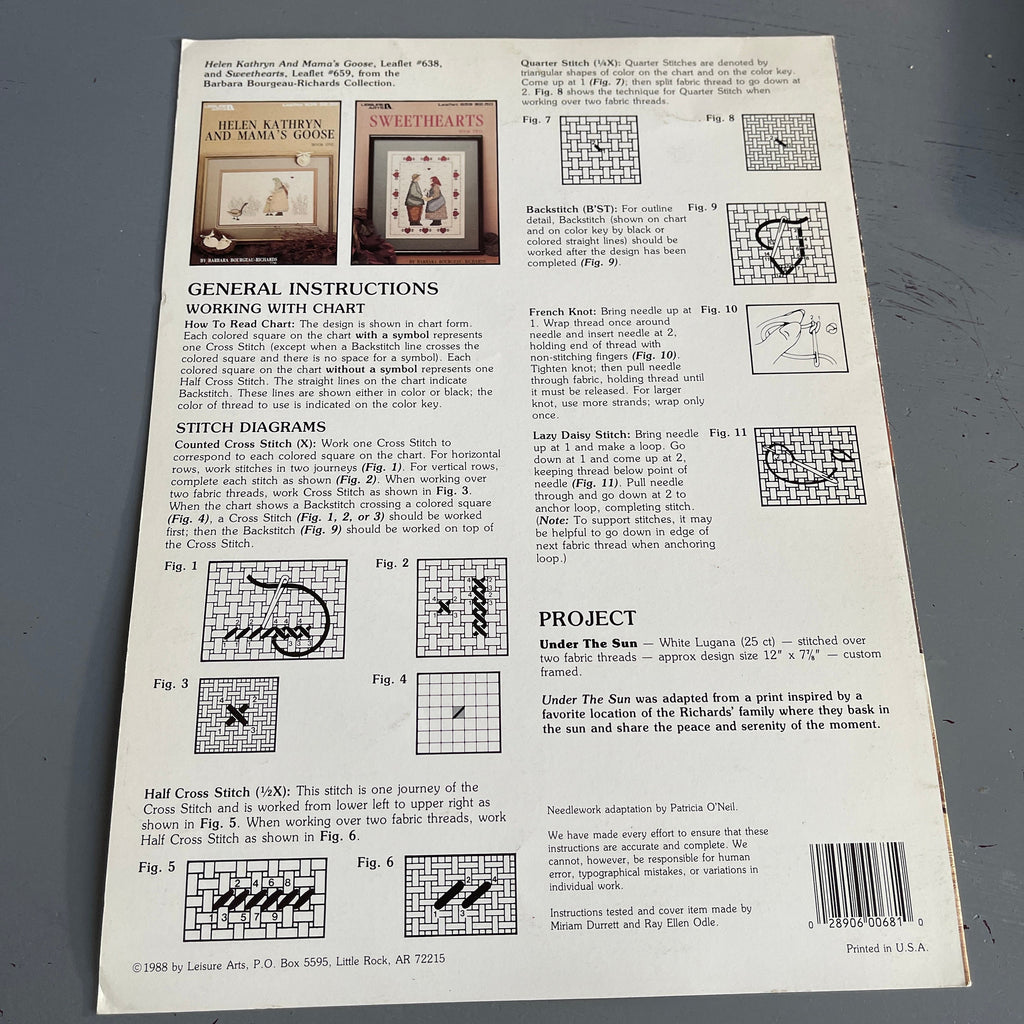 Helen Kathryn And Mama's Goose, Leaflet #638,
and Sweethearts, Leaflet #659, from the
Barbara Bourgeau-Richards Collection.
HELEN KATHRYN
AND MAMA'S GOOSE
BOOK ONE
BY BARBARA BOURGEAU-RICHARDS
SWEETHEARTS
BY BARBARA BOURGEAU-RICHARDS
GENERAL INSTRUCTIONS
WORKING WITH CHART
How To Read Chart: The design is shown in chart form.
Each colored square on the chart with a symbol represents
one Cross Stitch (except when a Backstitch line crosses the
colored square and there is no space for a symbol). Each
colored square on the chart without a symbol represents one
Half Cross Stitch. The straight lines on the chart indicate
Backstitch. These lines are shown either in color or black; the
color of thread to use is indicated on the color key.
STITCH DIAGRAMS
Counted Cross Stitch (X): Work one Cross Stitch to
correspond to each colored square on the chart. For horizontal
rows, work stitches in two journeys (Fig. 1). For vertical rows,
complete each stitch as shown (Fig. 2). When working over
two fabric threads, work Cross Stitch as shown in Fig. 3.
When the chart shows a Backstitch crossing a colored square
(Fig. 4), a Cross Stitch (Fig. 1, 2, or 3) should be worked
first; then the Backstitch (Fig. 9) should be worked on top of
the Cross Stitch.
Fig. 1
Fig. 2
Fig. 3
Fig. 4
Half Cross Stitch (½X): This stitch is one journey of the
Cross Stitch and is worked from lower left to upper right as
shown in Fig. 5. When working over two fabric threads, work
Half Cross Stitch as shown in Fig. 6.
Fig. 5
2 4 6 8
1 3 5 7 9
Fig. 6
2 4
1 3
©1988 by Leisure Arts, P.O. Box 5595, Little Rock, AR 72215
Quarter Stitch (¼X): Quarter Stitches are denoted by
triangular shapes of color on the chart and on the color key.
Come up at 1 (Fig. 7); then split fabric thread to go down at
2. Fig. 8 shows the technique for Quarter Stitch when
working over two fabric threads.
Fig. 7
Fig. 8
Backstitch (B'ST): For outline
detail, Backstitch (shown on chart
and on color key by black or
colored straight lines) should be
worked after the design has been
completed (Fig. 9).
Fig. 9
French Knot: Bring needle up at
1. Wrap thread once around
needle and insert needle at 2,
holding end of thread with
non-stitching fingers (Fig. 10).
Tighten knot; then pull needle
through fabric, holding thread until
it must be released. For larger
knot, use more strands; wrap only
once.
Fig. 10
Lazy Daisy Stitch: Bring needle
up at 1 and make a loop. Go
down at 1 and come up at 2,
keeping thread below point of
needle (Fig. 11). Pull needle
through and go down at 2 to
anchor loop, completing stitch.
(Note: To support stitches, it may
be helpful to go down in edge of
next fabric thread when anchoring
loop.)
Fig. 11
PROJECT
Under The Sun — White Lugana (25 ct) — stitched over
two fabric threads — approx design size 12" x 7⅞" — custom
framed.
Under The Sun was adapted from a print inspired by a
favorite location of the Richards' family where they bask in
the sun and share the peace and serenity of the moment.
Needlework adaptation by Patricia O'Neil.
We have made every effort to ensure that these
instructions are accurate and complete. We
cannot, however, be responsible for human
error, typographical mistakes, or variations in
individual work.
Instructions tested and cover item made by
Miriam Durrett and Ray Ellen Odle.
0 28906 00681 0
Printed in U.S.A.